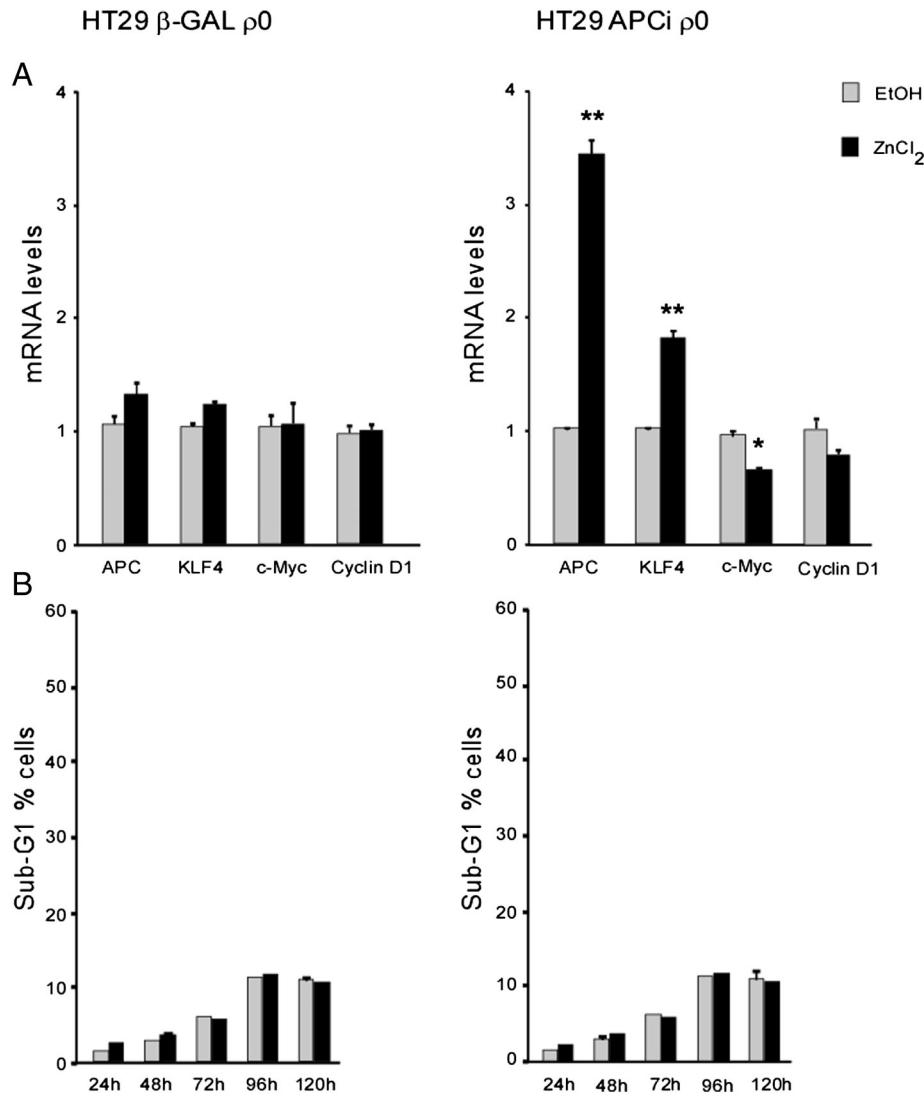 HT29 β-GAL ρ0
HT29 APCi ρ0
A
mRNA levels
4
3
2
1
0
APC KLF4 c-Myc Cyclin D1
mRNA levels
4
3
2
1
0
**
**
*
APC KLF4 c-Myc Cyclin D1
EtOH
ZnCl2
B
Sub-G1 % cells
60
50
40
30
20
10
0
24h 48h 72h 96h 120h
Sub-G1 % cells
60
50
40
30
20
10
0
24h 48h 72h 96h 120h